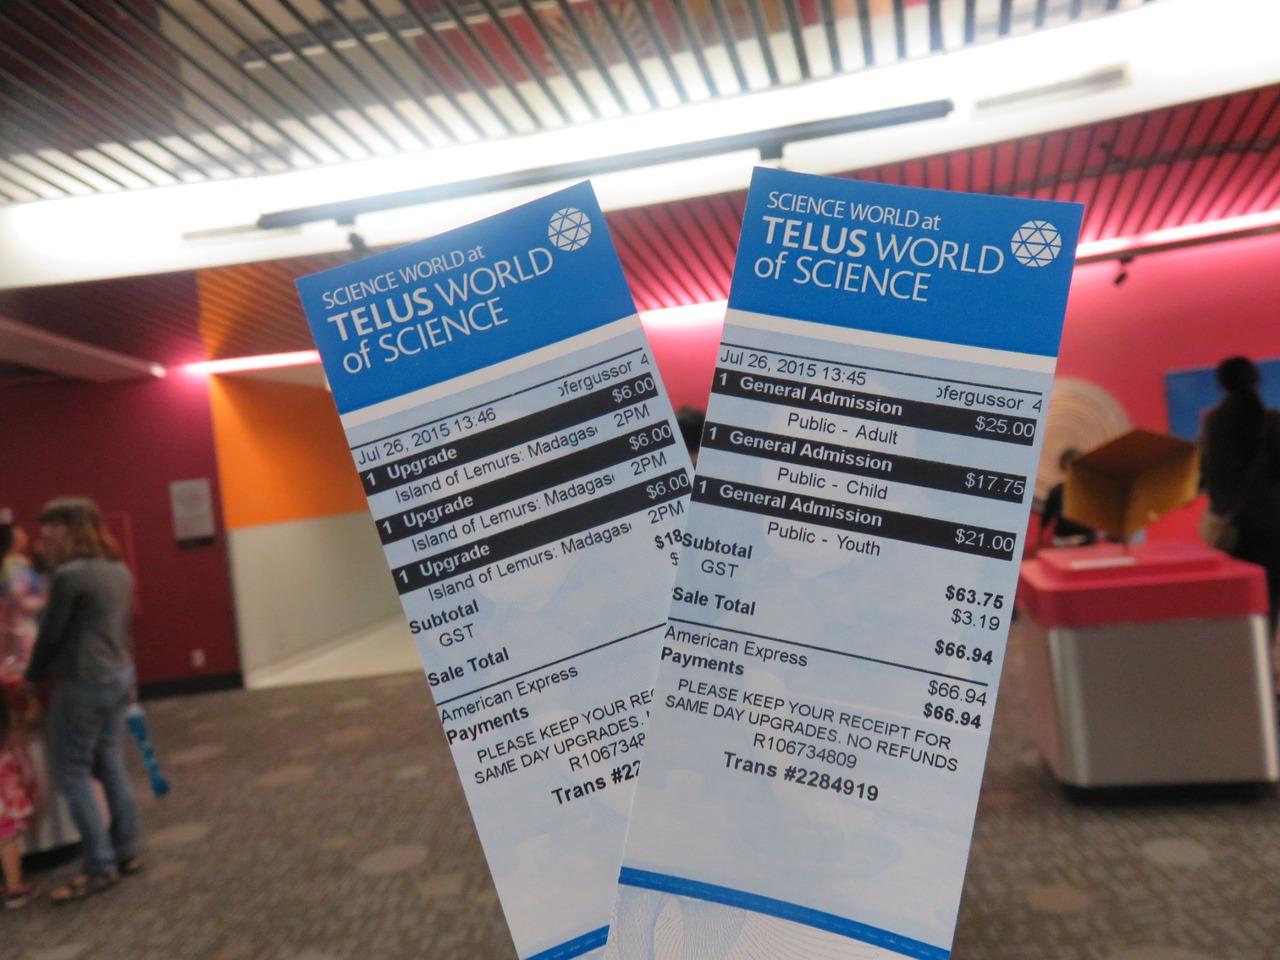 SCIENCE WORLD at
TELUS WORLD
of SCIENCE
Jul 26, 2015 13:46
1 Upgrade $6.00
Island of Lemurs: Madagas 2PM
1 Upgrade $6.00
Island of Lemurs: Madagas 2PM
1 Upgrade $6.00
Island of Lemurs: Madagas 2PM
Subtotal $18
GST $
Sale Total
American Express
Payments
PLEASE KEEP YOUR REC
SAME DAY UPGRADES.
R1067348
Trans #22
SCIENCE WORLD at
TELUS WORLD
of SCIENCE
Jul 26, 2015 13:45
1 General Admission $25.00
Public - Adult
1 General Admission $17.75
Public - Child
1 General Admission $21.00
Public - Youth
Subtotal $63.75
GST $3.19
Sale Total $66.94
American Express $66.94
Payments $66.94
PLEASE KEEP YOUR RECEIPT FOR
SAME DAY UPGRADES. NO REFUNDS
R106734809
Trans #2284919